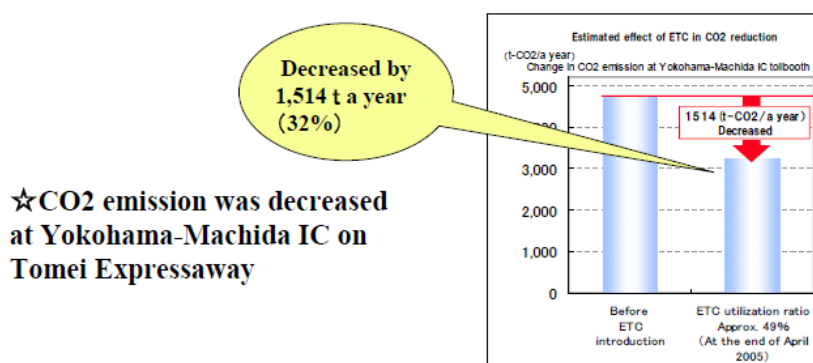 Decreased by
1,514 t a year
(32%)
☆CO2 emission was decreased
at Yokohama-Machida IC on
Tomei Expressaway
Estimated effect of ETC in CO2 reduction
(t-CO2/a year)
Change in CO2 emission at Yokohama-Machida IC tollbooth
5,000
1514 (t-CO2/a year)
Decreased
3,000
2,000
1,000
0
Before
ETC
introduction
ETC utilization ratio
Approx. 49%
(At the end of April
2005)